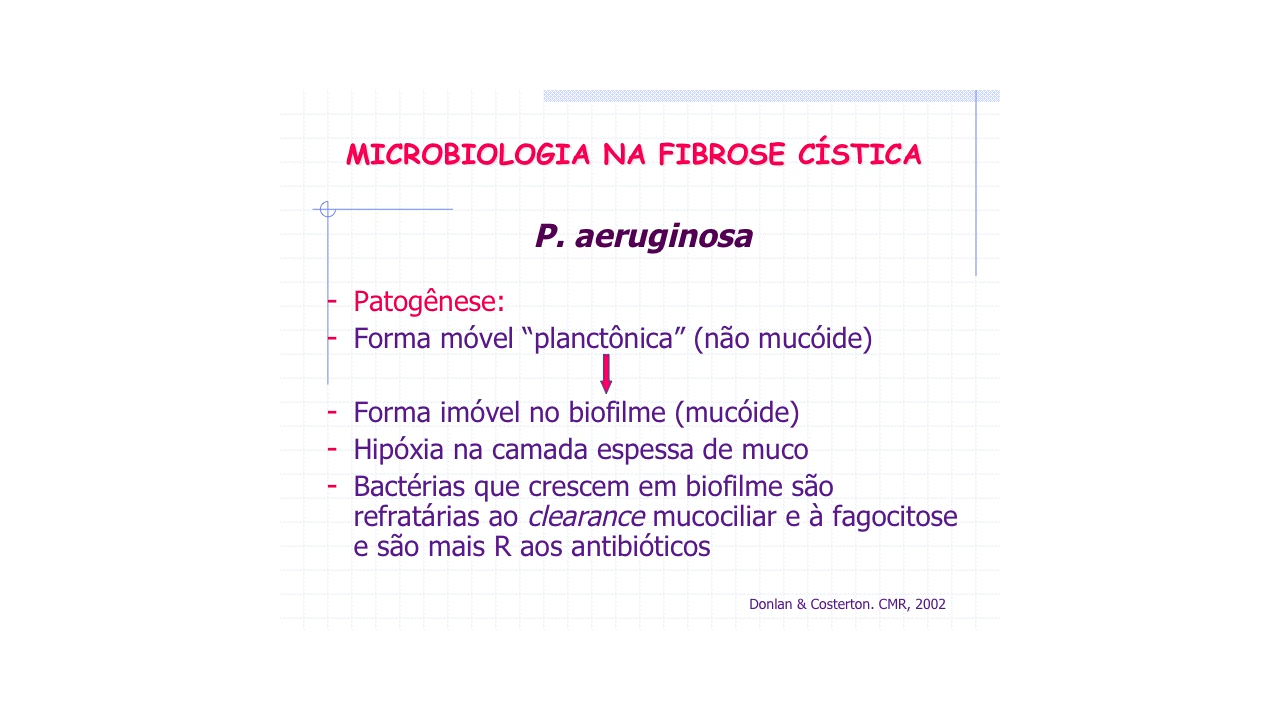 MICROBIOLOGIA NA FIBROSE CÍSTICA
P. aeruginosa
- Patogênese:
- Forma móvel “planctônica” (não mucóide)
- Forma imóvel no biofilme (mucóide)
- Hipóxia na camada espessa de muco
- Bactérias que crescem em biofilme são
refratárias ao clearance mucociliar e à fagocitose
e são mais R aos antibióticos
Donlan & Costerton. CMR, 2002